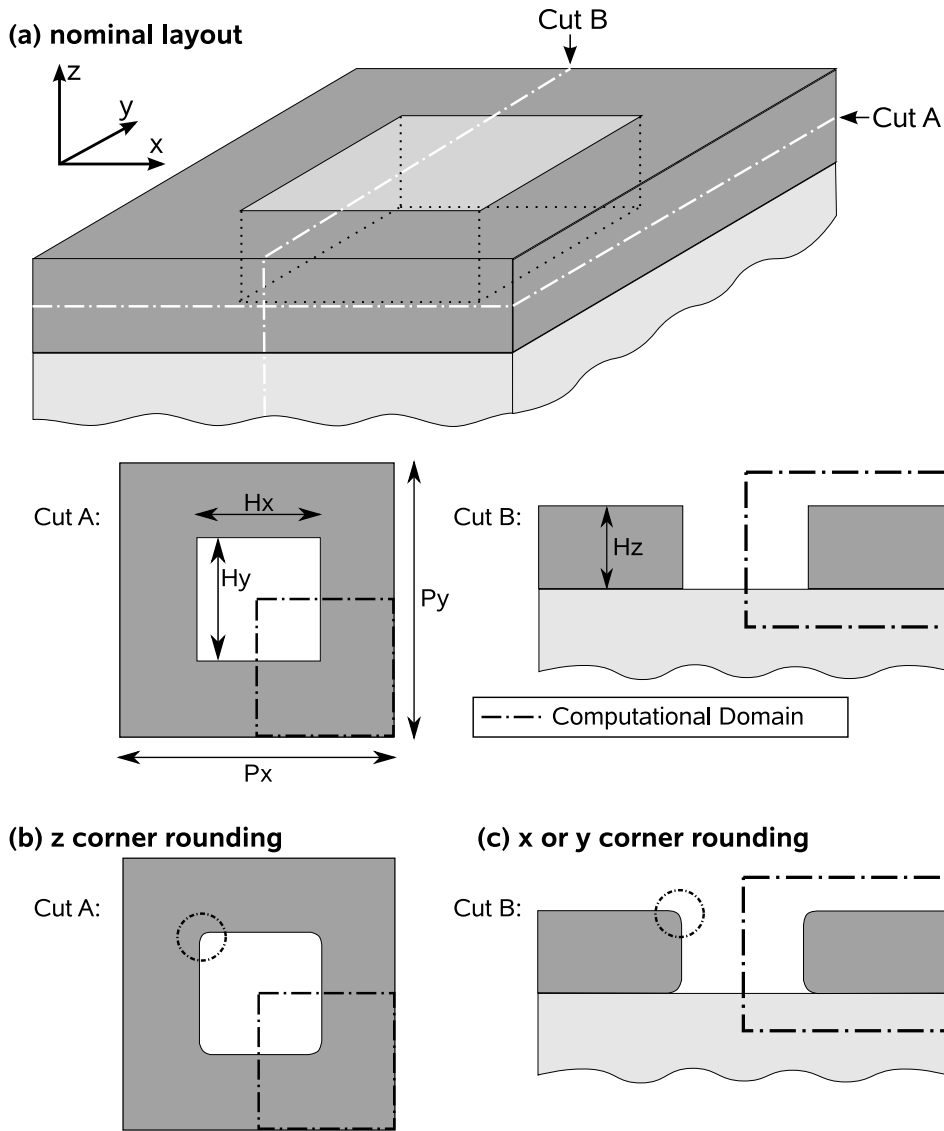 (a) nominal layout
Cut B
z
y
x
Cut A
Cut A:
Hx
Hy
Py
Px
Cut B:
Hz
Computational Domain
(b) z corner rounding
Cut A:
(c) x or y corner rounding
Cut B: